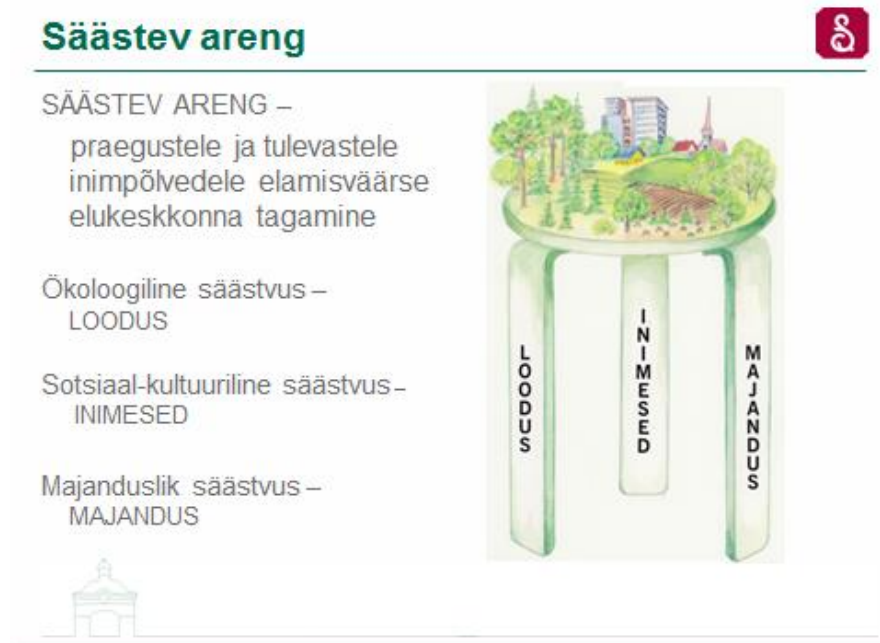 Säästev areng
SÄÄSTEV ARENG –
praegustele ja tulevastele
inimpõlvedele elamisväärse
elukeskkonna tagamine
Ökoloogiline säästvus –
LOODUS
Sotsiaal-kultuuriline säästvus –
INIMESED
Majanduslik säästvus –
MAJANDUS
LOODUS
INIMESED
MAJANDUS